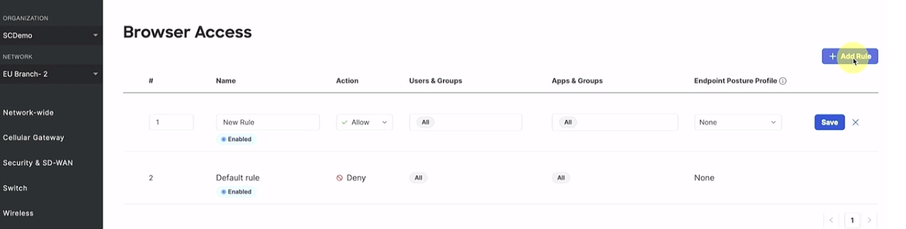 ORGANIZATION
SCDemo
NETWORK
EU Branch- 2
Network-wide
Cellular Gateway
Security & SD-WAN
Switch
Wireless
Browser Access
+ Add Rule
# Name Action Users & Groups Apps & Groups Endpoint Posture Profile
1 New Rule Allow All All None Save
Enabled
2 Default rule Deny All All None
Enabled
1